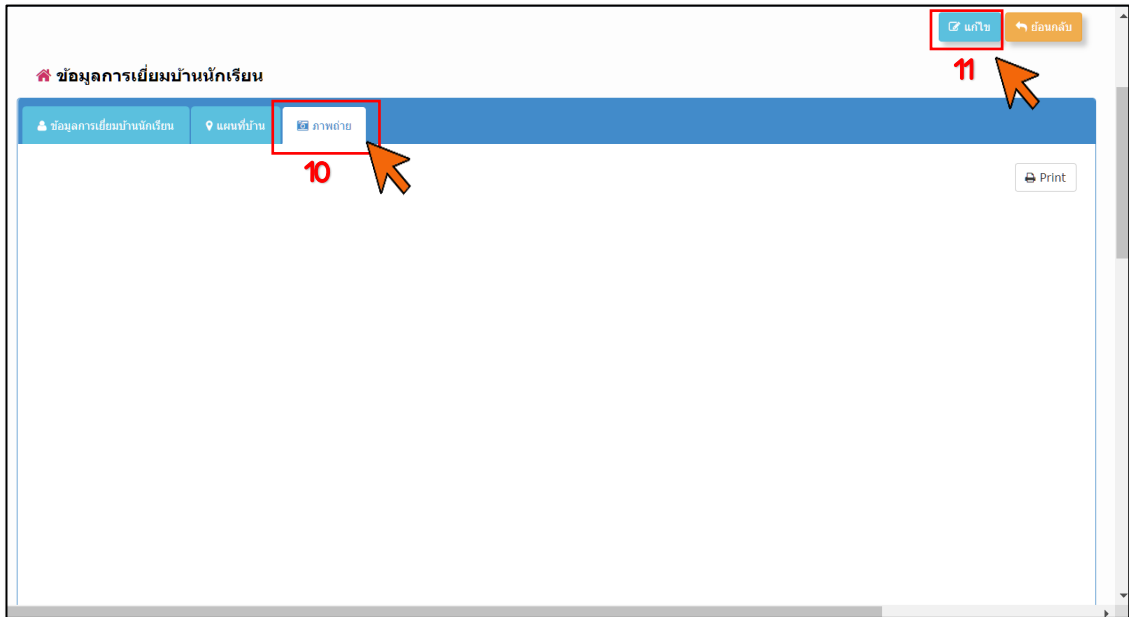 แก้ไข ย้อนกลับ
11
ข้อมูลการเยี่ยมบ้านนักเรียน
ข้อมูลการเยี่ยมบ้านนักเรียน แผนที่บ้าน ภาพถ่าย
10
Print